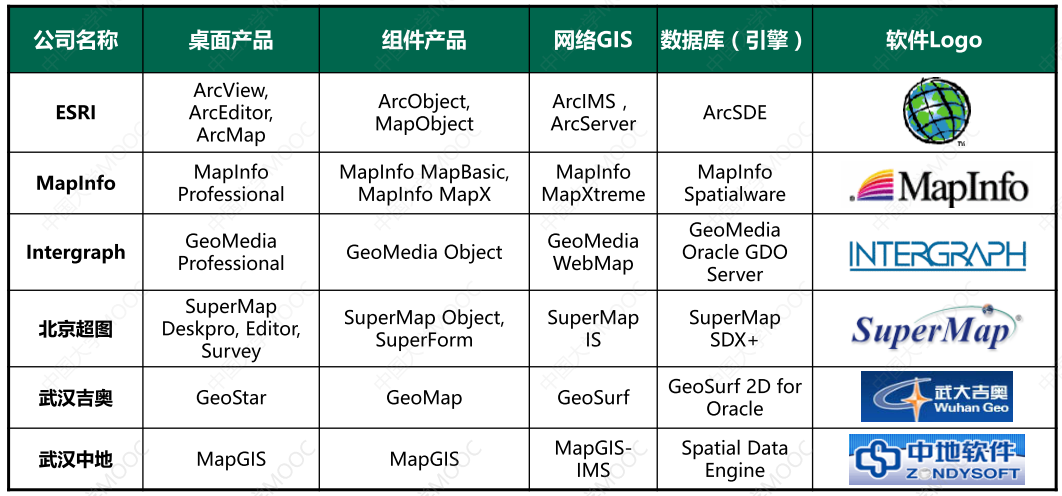 公司名称 桌面产品 组件产品 网络GIS 数据库（引擎） 软件Logo
ESRI
ArcView,
ArcEditor,
ArcMap
ArcObject,
MapObject
ArcIMS，
ArcServer
ArcSDE
TM
MapInfo
MapInfo
Professional
MapInfo MapBasic,
MapInfo MapX
MapInfo
MapXtreme
MapInfo
Spatialware
MapInfo
Intergraph
GeoMedia
Professional
GeoMedia Object
GeoMedia
WebMap
GeoMedia
Oracle GDO
Server
INTERGRAPH
北京超图
SuperMap
Deskpro, Editor,
Survey
SuperMap Object,
SuperForm
SuperMap
IS
SuperMap
SDX+
SuperMap
武汉吉奥
GeoStar
GeoMap
GeoSurf
GeoSurf 2D for
Oracle
武大吉奥
Wuhan Geo
武汉中地
MapGIS
MapGIS
MapGIS-
IMS
Spatial Data
Engine
中地软件
ZONDYSOFT